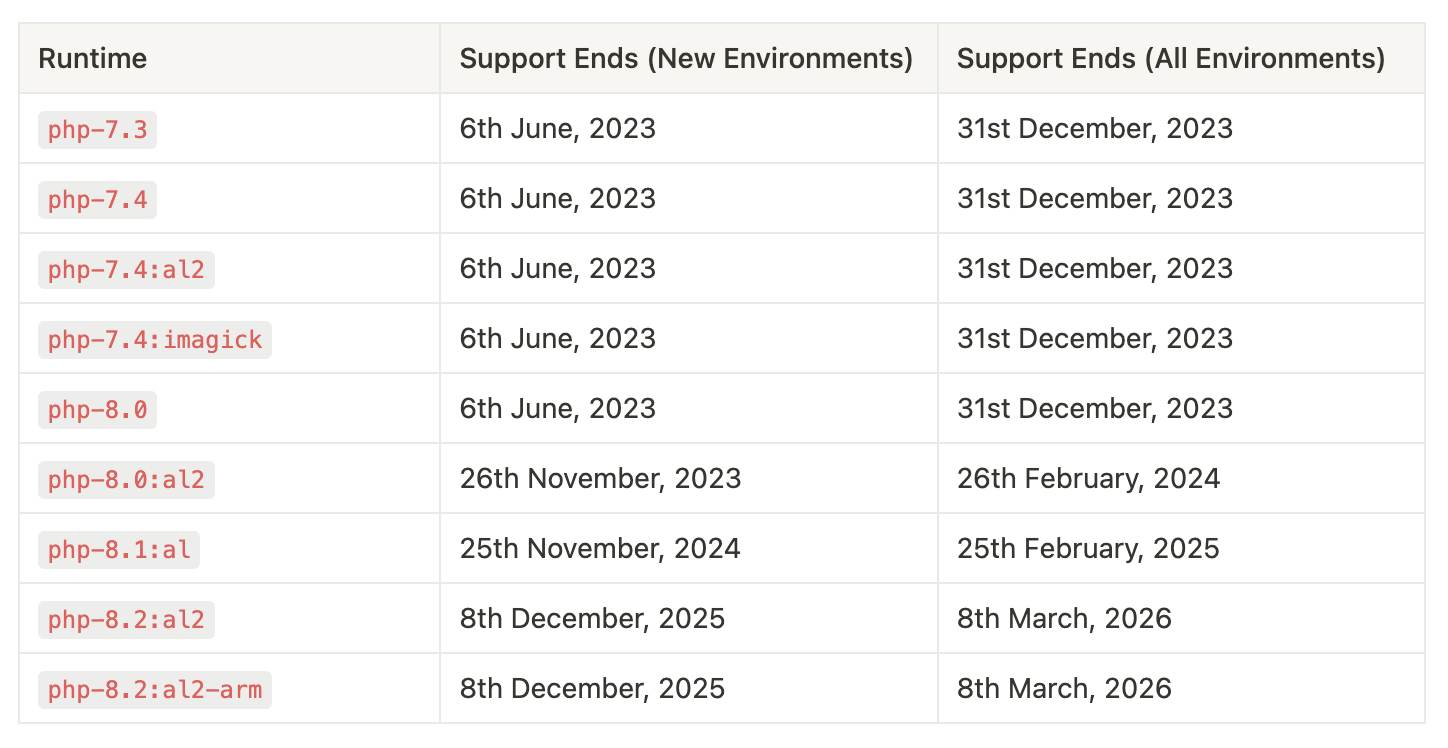 Runtime Support Ends (New Environments) Support Ends (All Environments)
php-7.3 6th June, 2023 31st December, 2023
php-7.4 6th June, 2023 31st December, 2023
php-7.4:al2 6th June, 2023 31st December, 2023
php-7.4:imagick 6th June, 2023 31st December, 2023
php-8.0 6th June, 2023 31st December, 2023
php-8.0:al2 26th November, 2023 26th February, 2024
php-8.1:al 25th November, 2024 25th February, 2025
php-8.2:al2 8th December, 2025 8th March, 2026
php-8.2:al2-arm 8th December, 2025 8th March, 2026